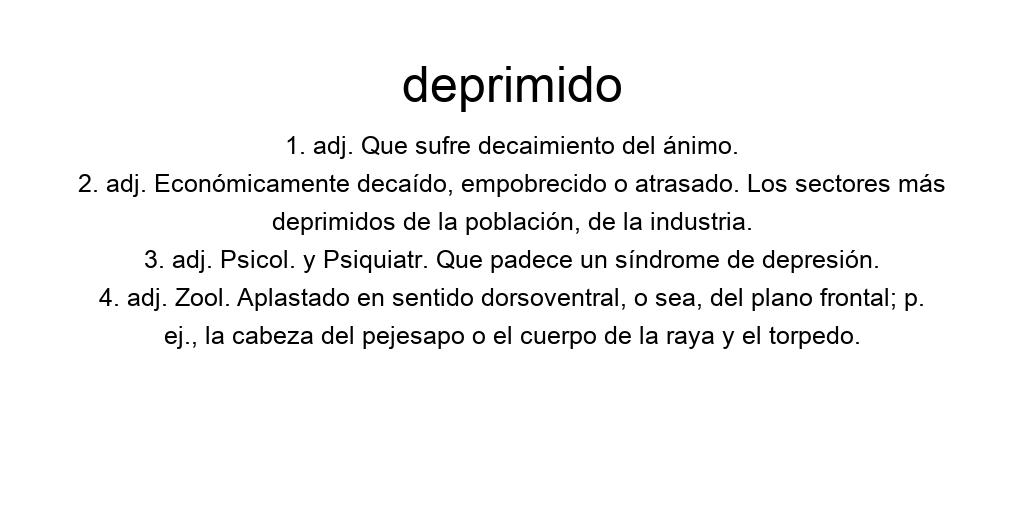 deprimido
1. adj. Que sufre decaimiento del ánimo.
2. adj. Económicamente decaído, empobrecido o atrasado. Los sectores más
deprimidos de la población, de la industria.
3. adj. Psicol. y Psiquiatr. Que padece un síndrome de depresión.
4. adj. Zool. Aplastado en sentido dorsoventral, o sea, del plano frontal; p.
ej., la cabeza del pejesapo o el cuerpo de la raya y el torpedo.